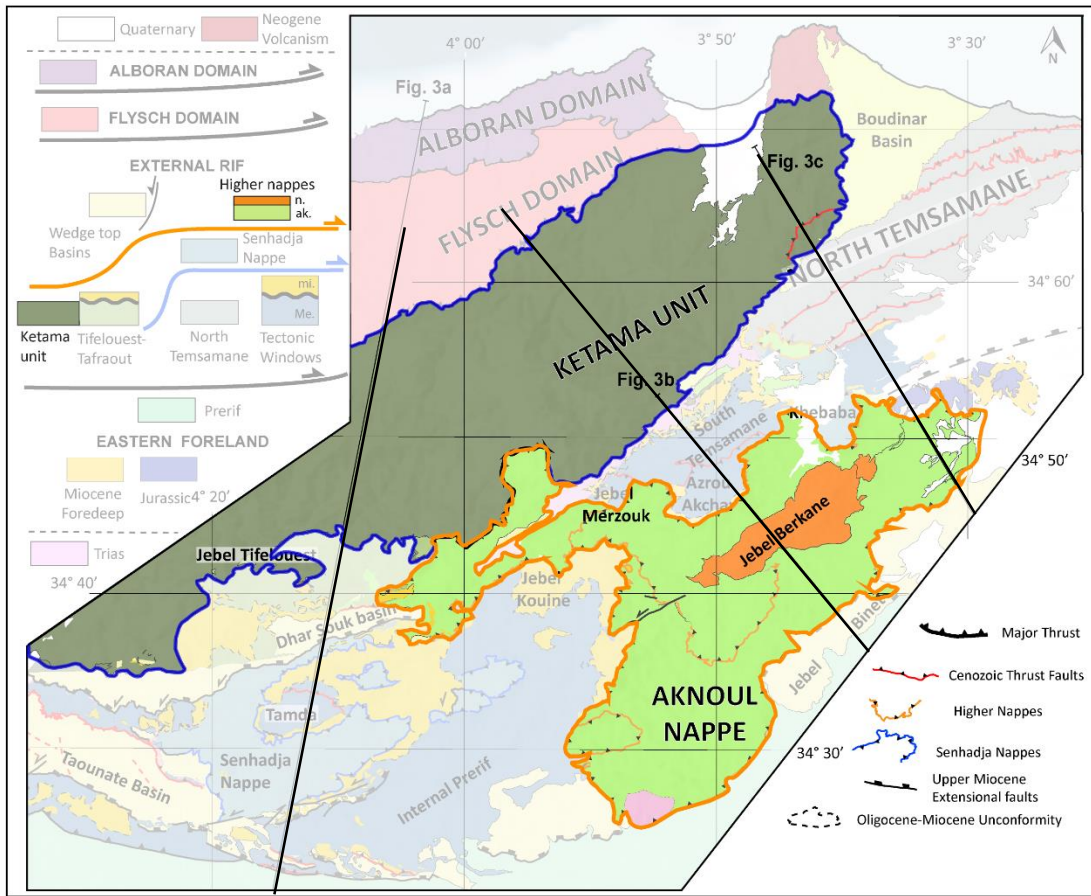 Quaternary
Neogene
Volcanism
ALBORAN DOMAIN
FLYSCH DOMAIN
EXTERNAL RIF
Higher nappes
n.
ak.
Wedge top
Basins
Senhadja
Nappe
mi.
Me.
Ketama
unit
Tifelouest-
Tafraout
North
Temsamane
Tectonic
Windows
Prerif
EASTERN FORELAND
Miocene
Foredeep
Jurassic
Trias
4° 00'
3° 50'
3° 30'
N
Fig. 3a
ALBORAN DOMAIN
Boudinar
Basin
FLYSCH DOMAIN
Fig. 3c
NORTH TEMSAMANE
34° 60'
KETAMA UNIT
Fig. 3b
Khebaba
South
Temsamane
34° 50'
4° 20'
Jebel
Merzouk
Azrou
Akchar
Jebel Berkane
Jebel Tifelouest
34° 40'
Jebel
Kouine
Dhar Souk basin
Jebel Binet
Tamda
AKNOUL
NAPPE
34° 30'
Senhadja
Nappe
Taounate Basin
Internal Prerif
Major Thrust
Cenozoic Thrust Faults
Higher Nappes
Senhadja Nappes
Upper Miocene
Extensional faults
Oligocene-Miocene Unconformity